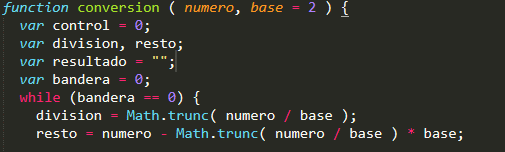 function conversion ( numero, base = 2 ) {
var control = 0;
var division, resto;
var resultado = "";
var bandera = 0;
while (bandera == 0) {
division = Math.trunc( numero / base );
resto = numero - Math.trunc( numero / base ) * base;